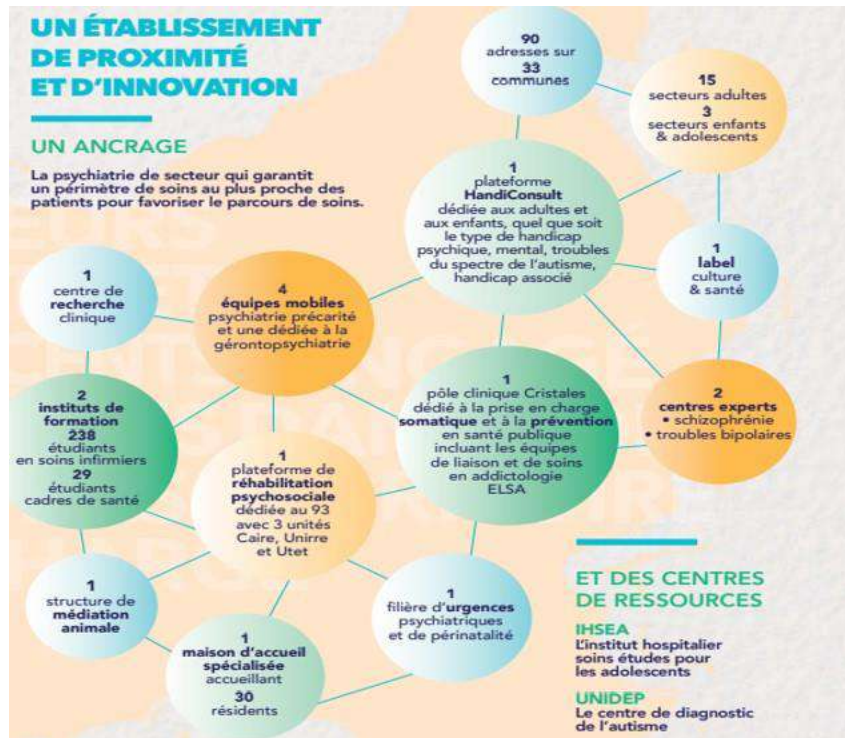 UN ÉTABLISSEMENT
DE PROXIMITÉ
ET D'INNOVATION
UN ANCRAGE
La psychiatrie de secteur qui garantit
un périmètre de soins au plus proche des
patients pour favoriser le parcours de soins.
90
adresses sur
33
communes
15
secteurs adultes
3
secteurs enfants
& adolescents
1
plateforme
HandiConsult
dédiée aux adultes et
aux enfants, quel que soit
le type de handicap
psychique, mental, troubles
du spectre de l'autisme,
handicap associé
1
label
culture
& santé
1
centre de
recherche
clinique
4
équipes mobiles
psychiatrie précarité
et une dédiée à la
gérontopsychiatrie
2
instituts de
formation
238
étudiants
en soins infirmiers
29
étudiants
cadres de santé
1
pôle clinique Cristales
dédié à la prise en charge
somatique et à la prévention
en santé publique
incluant les équipes
de liaison et de soins
en addictologie
ELSA
2
centres experts
• schizophrénie
• troubles bipolaires
1
plateforme de
réhabilitation
psychosociale
dédiée au 93
avec 3 unités
Caire, Unirre
et Utet
1
structure de
médiation
animale
1
maison d'accueil
spécialisée
accueillant
30
résidents
1
filière d'urgences
psychiatriques
et de périnatalité
ET DES CENTRES
DE RESSOURCES
IHSEA
L'institut hospitalier
soins études pour
les adolescents
UNIDEP
Le centre de diagnostic
de l'autisme